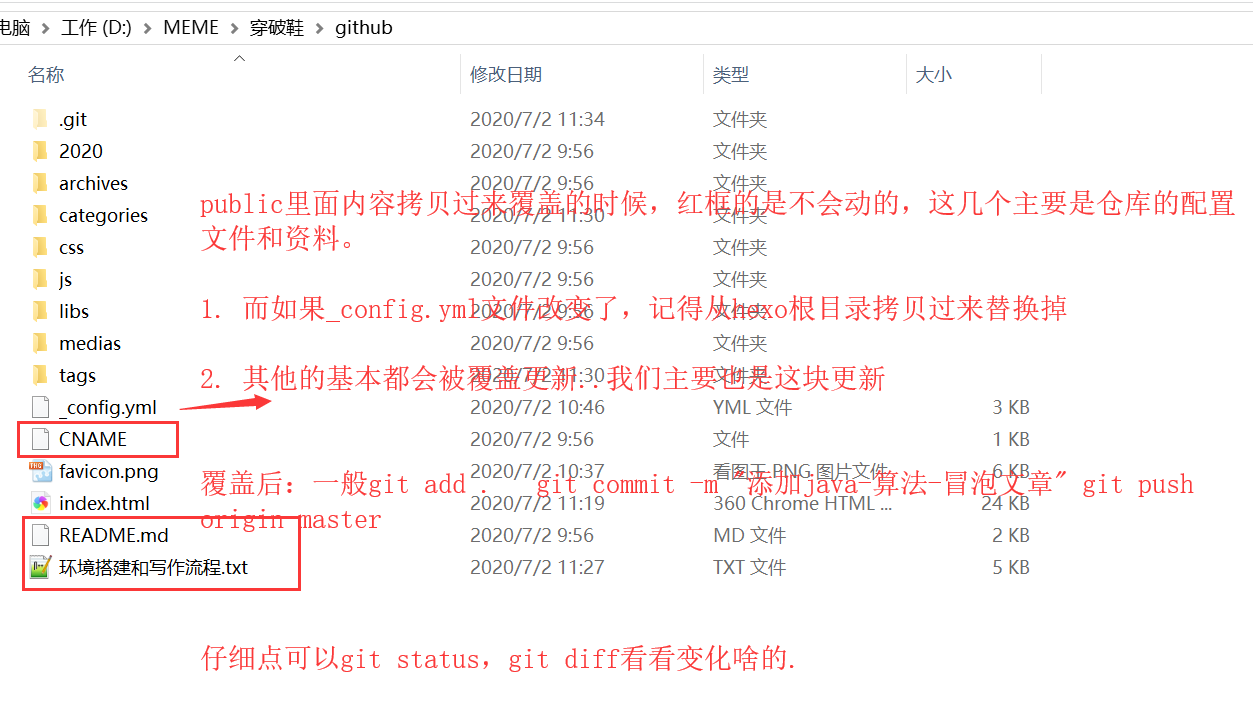 电脑 > 工作 (D:) > MEME > 穿破鞋 > github
名称 修改日期 类型 大小
.git 2020/7/2 11:34 文件夹
2020 2020/7/2 9:56 文件夹
archives 2020/7/2 9:56 文件夹
public里面内容拷贝过来覆盖的时候，红框的是不会动的，这几个主要是仓库的配置
categories 2020/7/2 11:30 文件夹
文件和资料。
css 2020/7/2 9:56 文件夹
js 2020/7/2 9:56 文件夹
1. 而如果_config.yml文件改变了，记得从hexo根目录拷贝过来替换掉
libs 2020/7/2 9:56 文件夹
medias 2020/7/2 9:56 文件夹
tags 2020/7/2 11:30 文件夹
2. 其他的基本都会被覆盖更新..我们主要也是这块更新
_config.yml 2020/7/2 10:46 YML 文件 3 KB
CNAME 2020/7/2 9:56 文件 1 KB
favicon.png 2020/7/2 10:37 看图王 PNG 图片文件 6 KB
覆盖后：一般git add . git commit -m "添加java-算法-冒泡文章" git push
index.html 2020/7/2 11:19 360 Chrome HTML ... 24 KB
origin master
README.md 2020/7/2 9:56 MD 文件 2 KB
环境搭建和写作流程.txt 2020/7/2 11:27 TXT 文件 5 KB
仔细点可以git status，git diff看看变化啥的.